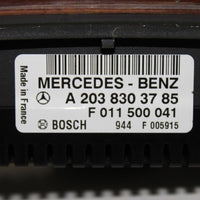 Made in France
MERCEDES - BENZ
A 203 830 37 85
F 011 500 041
BOSCH 944 F 005915